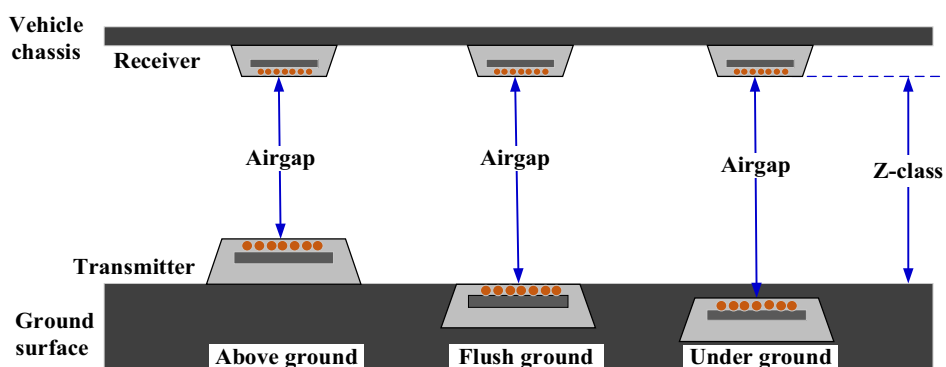 Vehicle
chassis
Receiver
Airgap
Airgap
Airgap
Z-class
Transmitter
Ground
surface
Above ground
Flush ground
Under ground